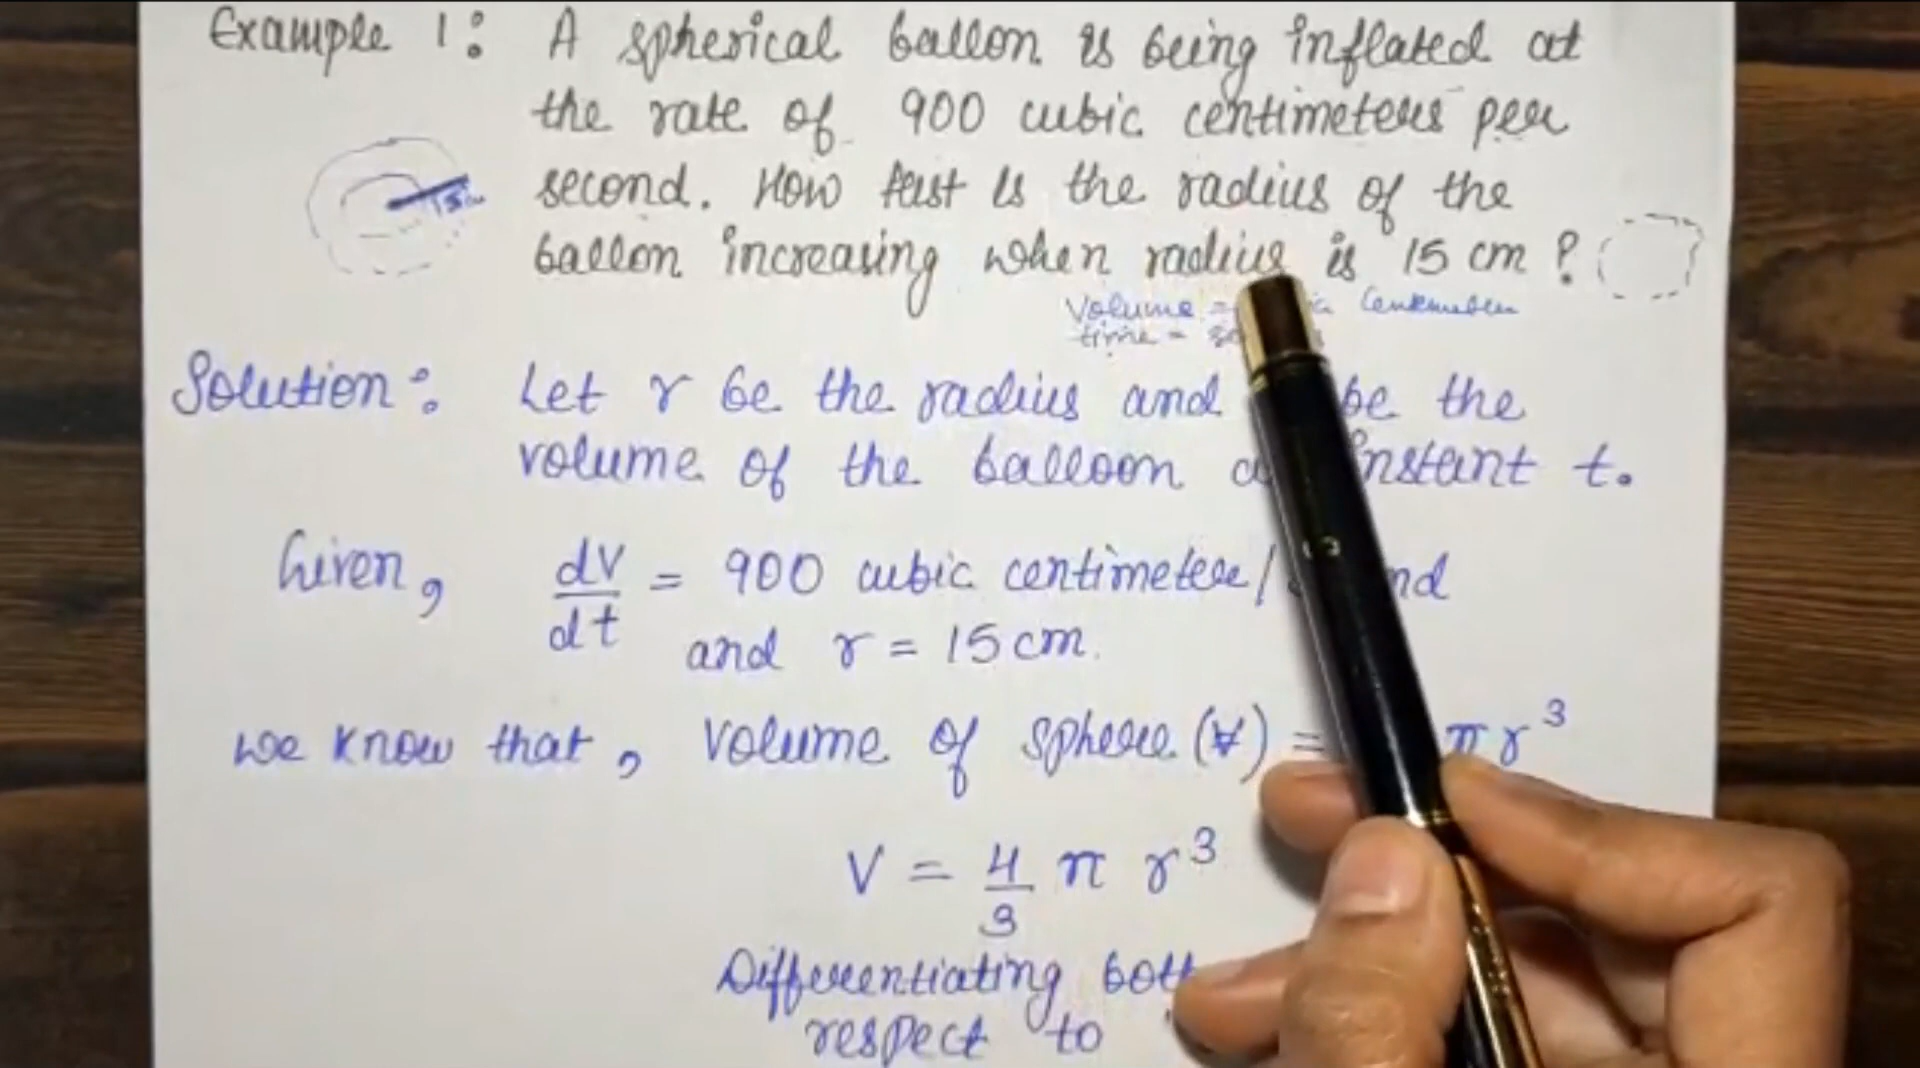 Example 1: A spherical ballon is being inflated at
the rate of 900 cubic centimeters per
second. How fast is the radius of the
ballon increasing when radius is 15 cm?
15cm
Volume = Centimeter
time =
Solution: Let r be the radius and be the
volume of the balloon instant t.
Given, dV/dt = 900 cubic centimetere/
and r = 15 cm.
we know that, volume of sphere (V) = πr³
V = 4/3 π r³
Differentiating
respect to